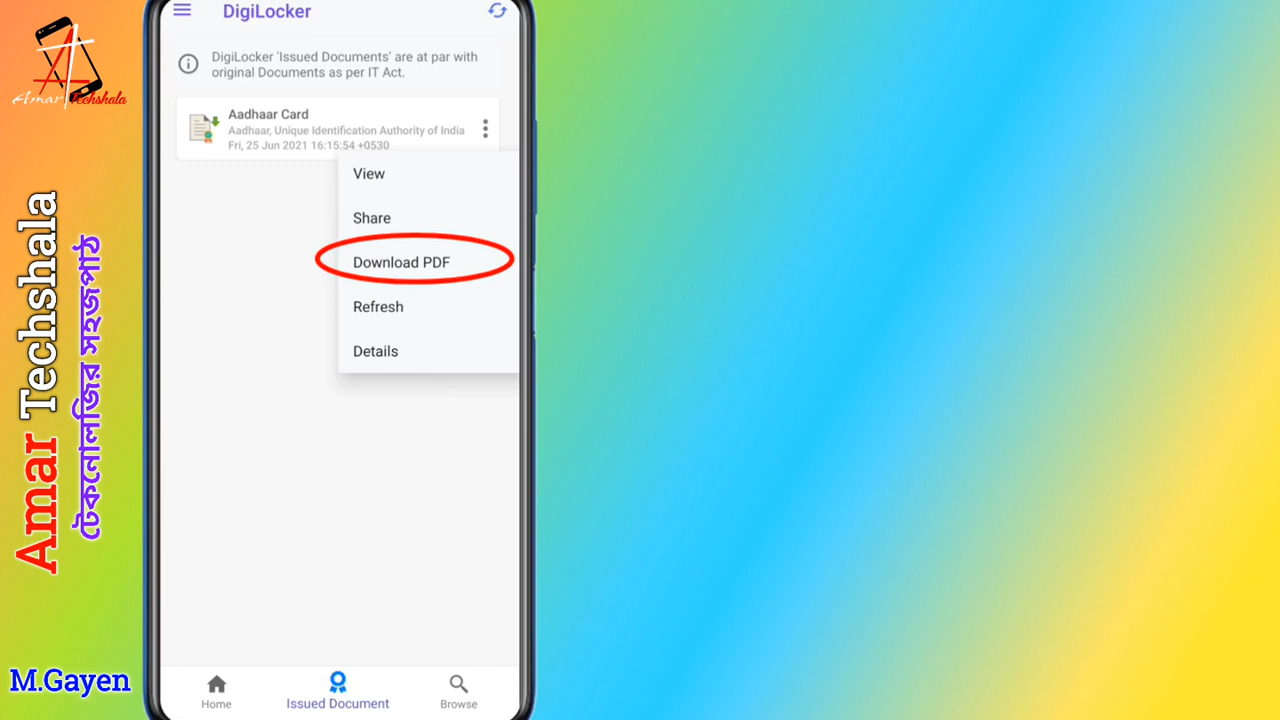 Amar Techshala
Amar Techshala
টেকনোলজির সহজপাঠ
M.Gayen
DigiLocker
DigiLocker 'Issued Documents' are at par with
original Documents as per IT Act.
Aadhaar Card
Aadhaar, Unique Identification Authority of India
Fri, 25 Jun 2021 16:15:54 +0530
View
Share
Download PDF
Refresh
Details
Home
Issued Document
Browse